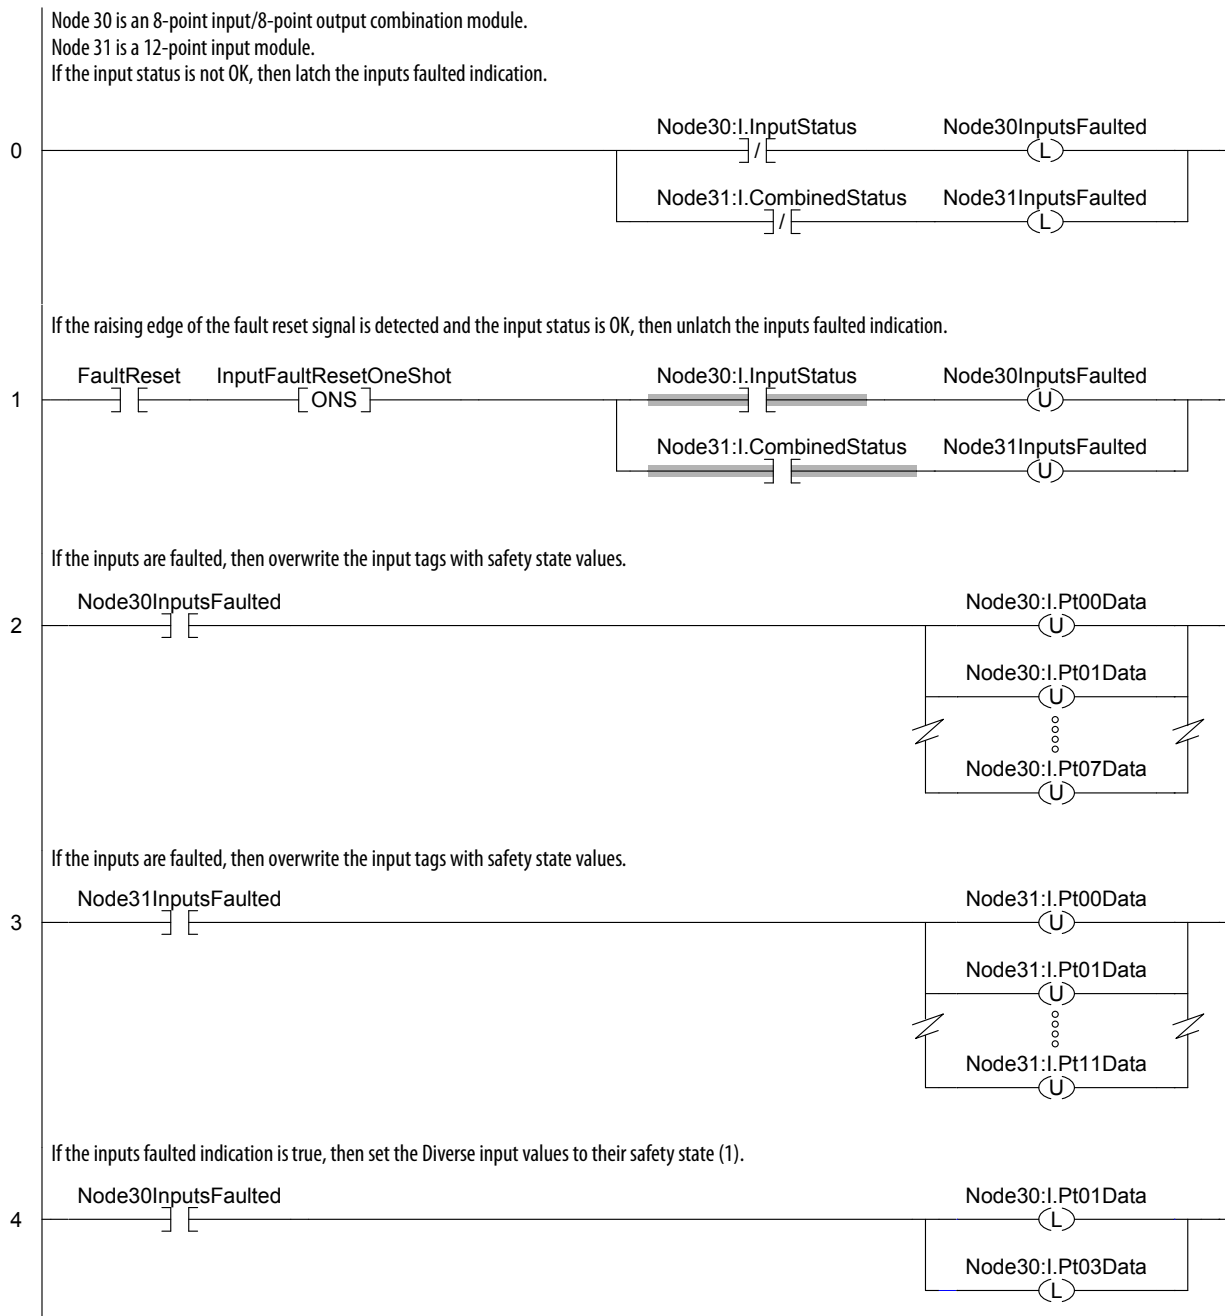 Node 30 is an 8-point input/8-point output combination module.
Node 31 is a 12-point input module.
If the input status is not OK, then latch the inputs faulted indication.
Node30:I.InputStatus Node30InputsFaulted
0 / L
Node31:I.CombinedStatus Node31InputsFaulted
/ L
If the raising edge of the fault reset signal is detected and the input status is OK, then unlatch the inputs faulted indication.
FaultReset InputFaultResetOneShot Node30:I.InputStatus Node30InputsFaulted
1 ONS U
Node31:I.CombinedStatus Node31InputsFaulted
U
If the inputs are faulted, then overwrite the input tags with safety state values.
Node30InputsFaulted Node30:I.Pt00Data
2 U
Node30:I.Pt01Data
U
Node30:I.Pt07Data
U
If the inputs are faulted, then overwrite the input tags with safety state values.
Node31InputsFaulted Node31:I.Pt00Data
3 U
Node31:I.Pt01Data
U
Node31:I.Pt11Data
U
If the inputs faulted indication is true, then set the Diverse input values to their safety state (1).
Node30InputsFaulted Node30:I.Pt01Data
4 L
Node30:I.Pt03Data
L